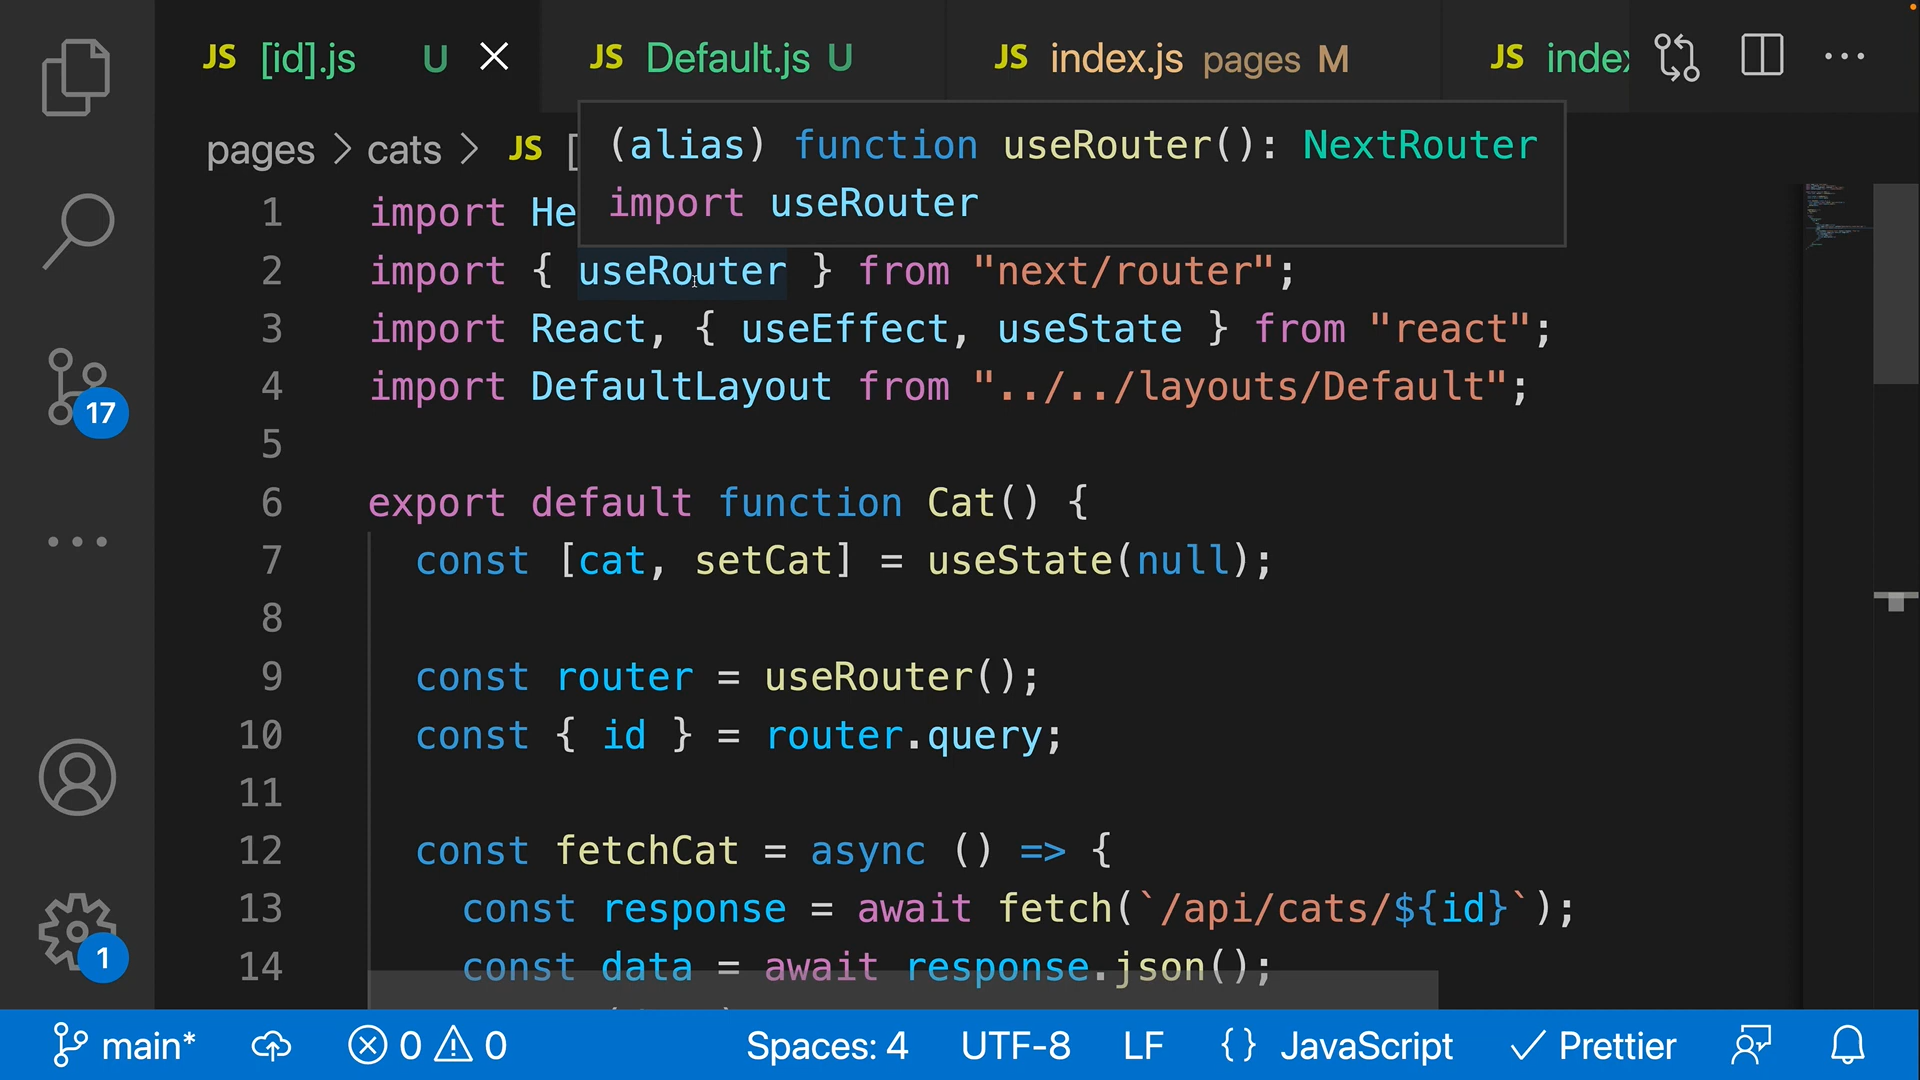 JS [id].js U JS Default.js U JS index.js pages M JS index
pages > cats > JS [
(alias) function useRouter(): NextRouter
import useRouter
1 import He
2 import { useRouter } from "next/router";
3 import React, { useEffect, useState } from "react";
4 import DefaultLayout from "../../layouts/Default";
5
6 export default function Cat() {
7 const [cat, setCat] = useState(null);
8
9 const router = useRouter();
10 const { id } = router.query;
11
12 const fetchCat = async () => {
13 const response = await fetch(`/api/cats/${id}`);
14 const data = await response.json();
17
1
main* 0 0 Spaces: 4 UTF-8 LF {} JavaScript Prettier